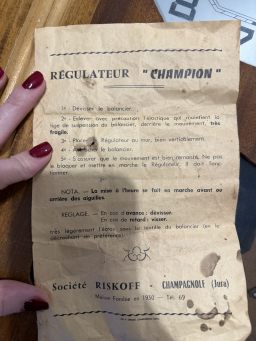 RÉGULATEUR "CHAMPION"
1° - Dévisser le balancier.
2° - Enlever avec précaution l'élastique qui maintient la
tige de suspension du balancier, derrière le mouvement, très
fragile.
3° - Placer le Régulateur au mur, bien verticalement.
4° - le balancier.
5° - S'assurer que le mouvement est bien remonté. Ne pas
le bloquer et mettre en marche le Régulateur. Il doit fonc-
tionner.
NOTA. — La mise à l'heure se fait en marche avant ou
arrière des aiguilles.
REGLAGE. — En cas d'avance : dévisser.
En cas de retard : visser.
très légèrement l'écrou sous la lentille du balancier (en le
décrochant de préférence).
Société RISKOFF - CHAMPAGNOLE (Jura)
Maison Fondée en 1930 — Tél. 69